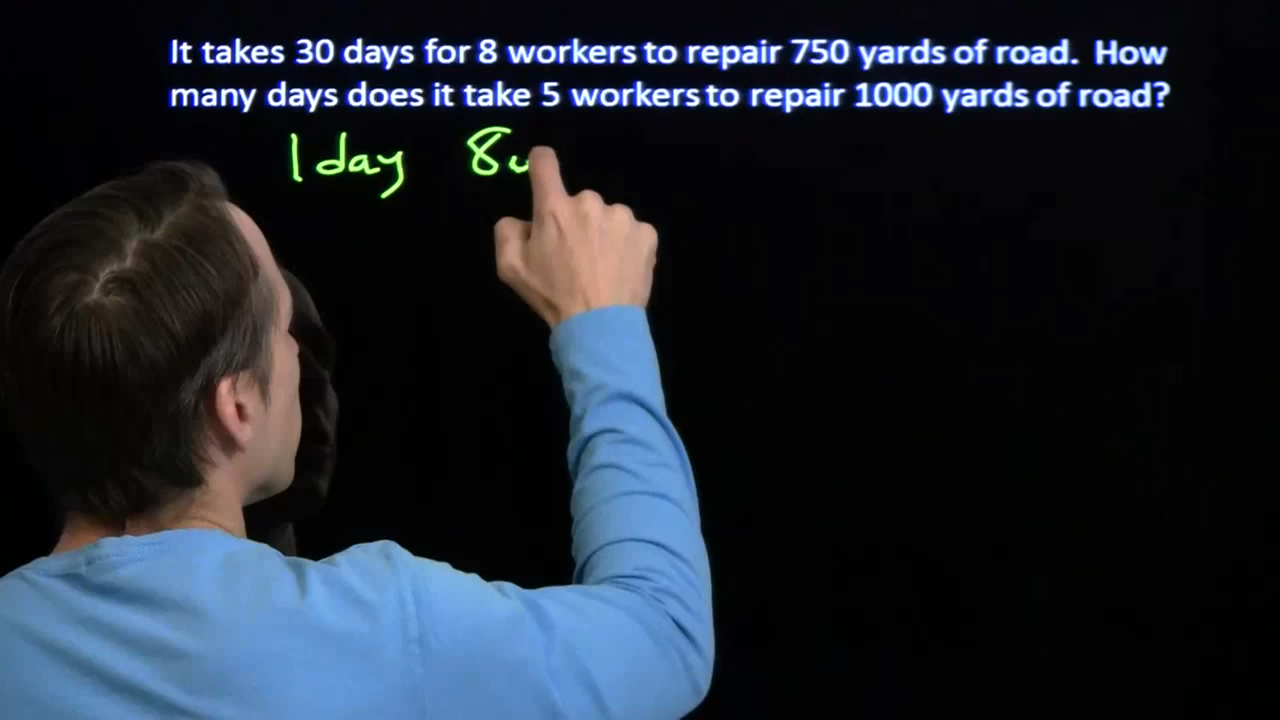 It takes 30 days for 8 workers to repair 750 yards of road. How
many days does it take 5 workers to repair 1000 yards of road?
1 day 8